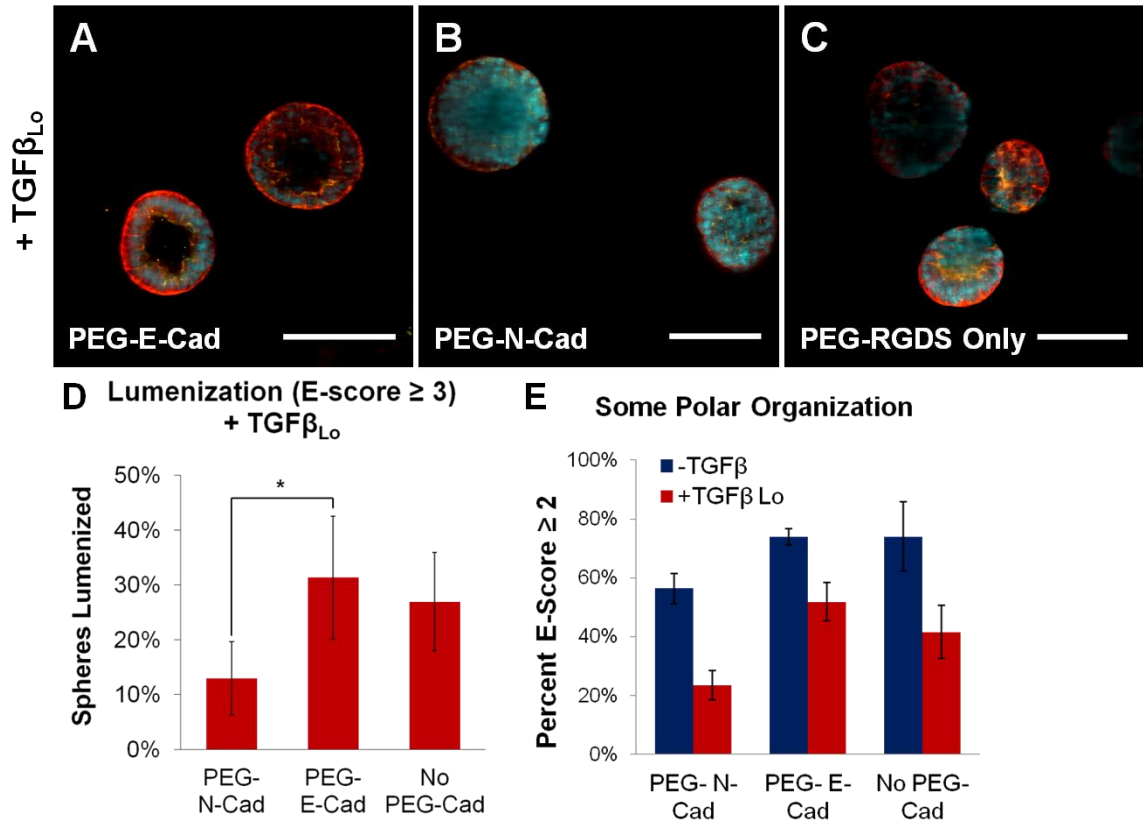 + TGFβLo
A
B
C
PEG-E-Cad
PEG-N-Cad
PEG-RGDS Only
D
Lumenization (E-score ≥ 3)
+ TGFβLo
Spheres Lumenized
50%
40%
30%
20%
10%
0%
*
PEG-
N-Cad
PEG-
E-Cad
No
PEG-Cad
E
Some Polar Organization
Percent E-Score ≥ 2
100%
80%
60%
40%
20%
0%
-TGFβ
+TGFβ Lo
PEG- N-
Cad
PEG- E-
Cad
No PEG-
Cad